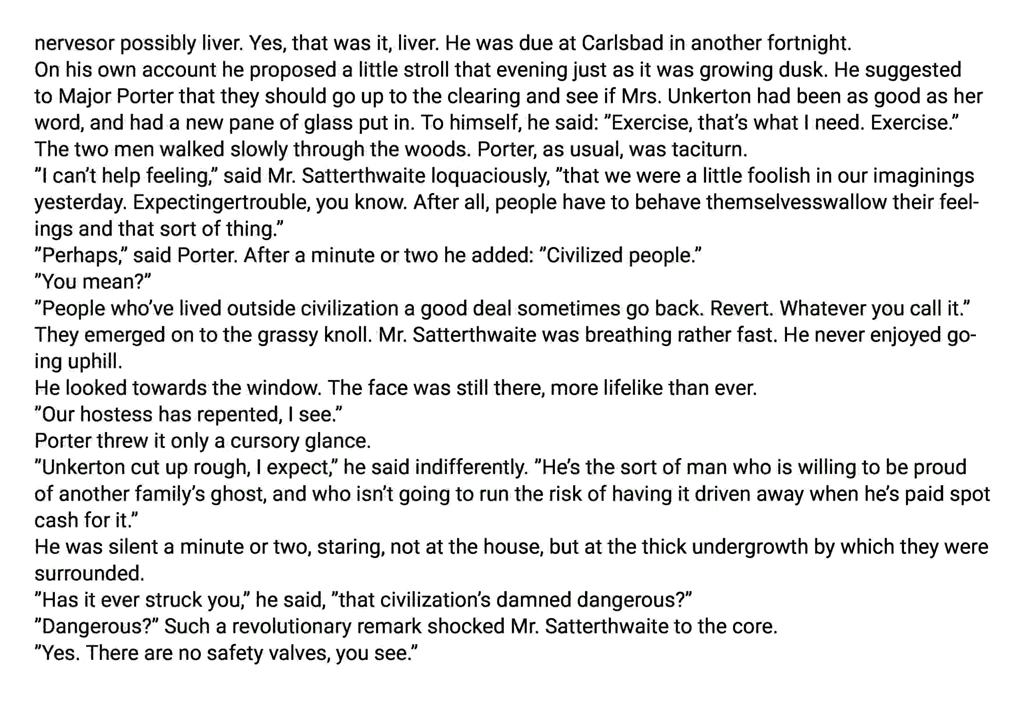 nervesor possibly liver. Yes, that was it, liver. He was due at Carlsbad in another fortnight.
On his own account he proposed a little stroll that evening just as it was growing dusk. He suggested
to Major Porter that they should go up to the clearing and see if Mrs. Unkerton had been as good as her
word, and had a new pane of glass put in. To himself, he said: ”Exercise, that’s what I need. Exercise.”
The two men walked slowly through the woods. Porter, as usual, was taciturn.
”I can’t help feeling,” said Mr. Satterthwaite loquaciously, ”that we were a little foolish in our imaginings
yesterday. Expectingertrouble, you know. After all, people have to behave themselvesswallow their feel-
ings and that sort of thing.”
”Perhaps,” said Porter. After a minute or two he added: ”Civilized people.”
”You mean?”
”People who’ve lived outside civilization a good deal sometimes go back. Revert. Whatever you call it.”
They emerged on to the grassy knoll. Mr. Satterthwaite was breathing rather fast. He never enjoyed go-
ing uphill.
He looked towards the window. The face was still there, more lifelike than ever.
”Our hostess has repented, I see.”
Porter threw it only a cursory glance.
”Unkerton cut up rough, I expect,” he said indifferently. ”He’s the sort of man who is willing to be proud
of another family’s ghost, and who isn’t going to run the risk of having it driven away when he’s paid spot
cash for it.”
He was silent a minute or two, staring, not at the house, but at the thick undergrowth by which they were
surrounded.
”Has it ever struck you,” he said, ”that civilization’s damned dangerous?”
”Dangerous?” Such a revolutionary remark shocked Mr. Satterthwaite to the core.
”Yes. There are no safety valves, you see.”